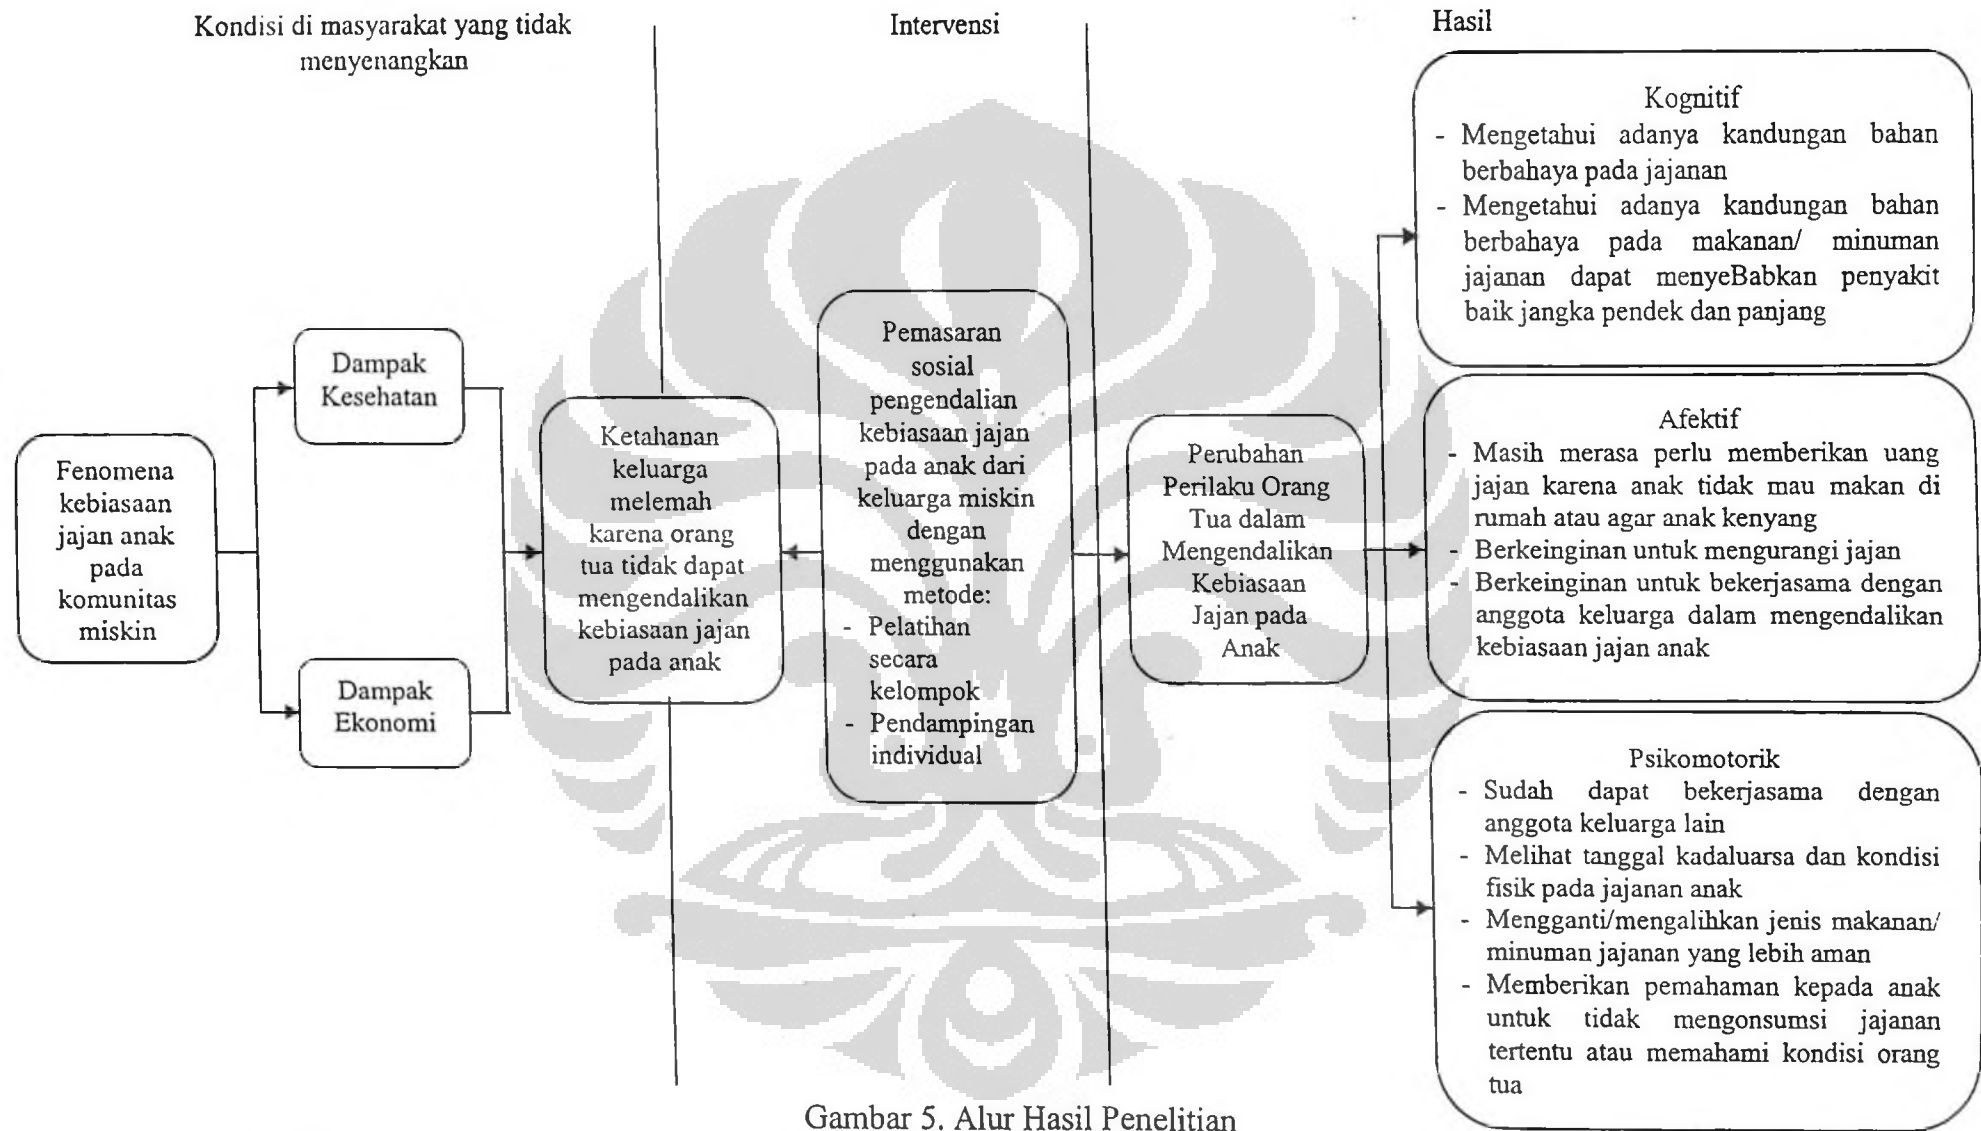 Kondisi di masyarakat yang tidak
menyenangkan
Intervensi
Hasil
Fenomena
kebiasaan
jajan anak
pada
komunitas
miskin
Dampak
Kesehatan
Dampak
Ekonomi
Ketahanan
keluarga
melemah
karena orang
tua tidak dapat
mengendalikan
kebiasaan jajan
pada anak
Pemasaran
sosial
pengendalian
kebiasaan jajan
pada anak dari
keluarga miskin
dengan
menggunakan
metode:
- Pelatihan
secara
kelompok
- Pendampingan
individual
Perubahan
Perilaku Orang
Tua dalam
Mengendalikan
Kebiasaan
Jajan pada
Anak
Kognitif
- Mengetahui adanya kandungan bahan
berbahaya pada jajanan
- Mengetahui adanya kandungan bahan
berbahaya pada makanan/ minuman
jajanan dapat menyeBabkan penyakit
baik jangka pendek dan panjang
Afektif
- Masih merasa perlu memberikan uang
jajan karena anak tidak mau makan di
rumah atau agar anak kenyang
- Berkeinginan untuk mengurangi jajan
- Berkeinginan untuk bekerjasama dengan
anggota keluarga dalam mengendalikan
kebiasaan jajan anak
Psikomotorik
- Sudah dapat bekerjasama dengan
anggota keluarga lain
- Melihat tanggal kadaluarsa dan kondisi
fisik pada jajanan anak
- Mengganti/mengalihkan jenis makanan/
minuman jajanan yang lebih aman
- Memberikan pemahaman kepada anak
untuk tidak mengonsumsi jajanan
tertentu atau memahami kondisi orang
tua
Gambar 5. Alur Hasil Penelitian